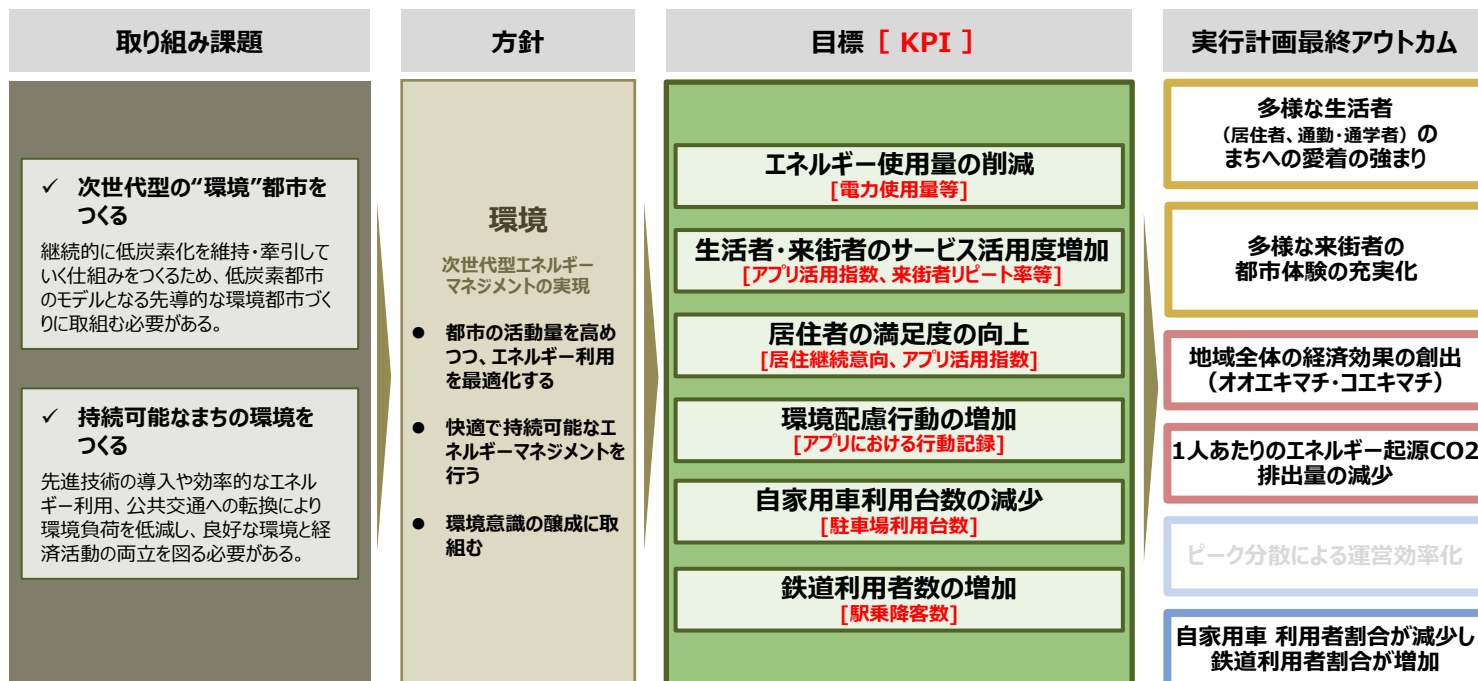 取り組み課題
方針
目標［ KPI ］
実行計画最終アウトカム
✓ 次世代型の“環境”都市を
つくる
継続的に低炭素化を維持・牽引して
いく仕組みをつくるため、低炭素都市
のモデルとなる先導的な環境都市づく
りに取組む必要がある。
✓ 持続可能なまちの環境を
つくる
先進技術の導入や効率的なエネル
ギー利用、公共交通への転換により
環境負荷を低減し、良好な環境と経
済活動の両立を図る必要がある。
環境
次世代型エネルギー
マネジメントの実現
● 都市の活動量を高め
つつ、エネルギー利用
を最適化する
● 快適で持続可能なエ
ネルギーマネジメントを
行う
● 環境意識の醸成に取
組む
エネルギー使用量の削減
[電力使用量等]
生活者・来街者のサービス活用度増加
[アプリ活用指数、来街者リピート率等]
居住者の満足度の向上
[居住継続意向、アプリ活用指数]
環境配慮行動の増加
[アプリにおける行動記録]
自家用車利用台数の減少
[駐車場利用台数]
鉄道利用者数の増加
[駅乗降客数]
多様な生活者
（居住者、通勤・通学者）の
まちへの愛着の強まり
多様な来街者の
都市体験の充実化
地域全体の経済効果の創出
（オオエキマチ・コエキマチ）
1人あたりのエネルギー起源CO2
排出量の減少
ピーク分散による運営効率化
自家用車 利用者割合が減少し
鉄道利用者割合が増加